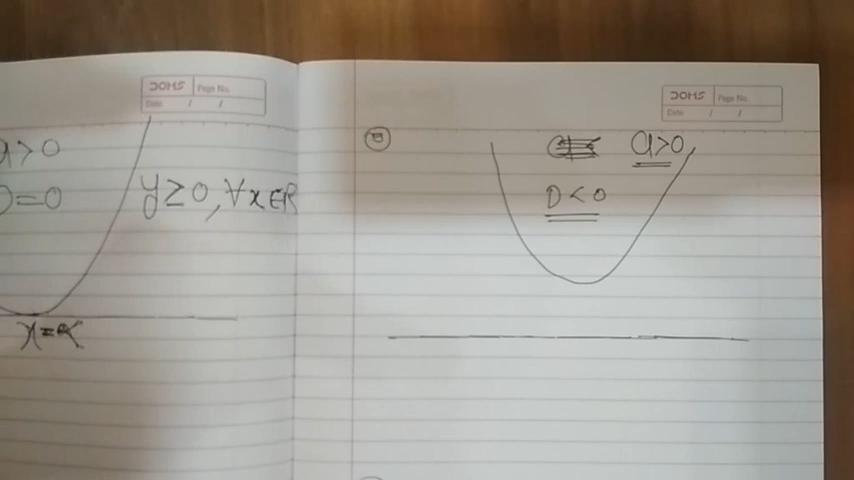 DOMS Page No.
Date / /
a>0
D=0
y≥0, ∀x∈R
x=α
DOMS Page No.
Date / /
a>0
D<0